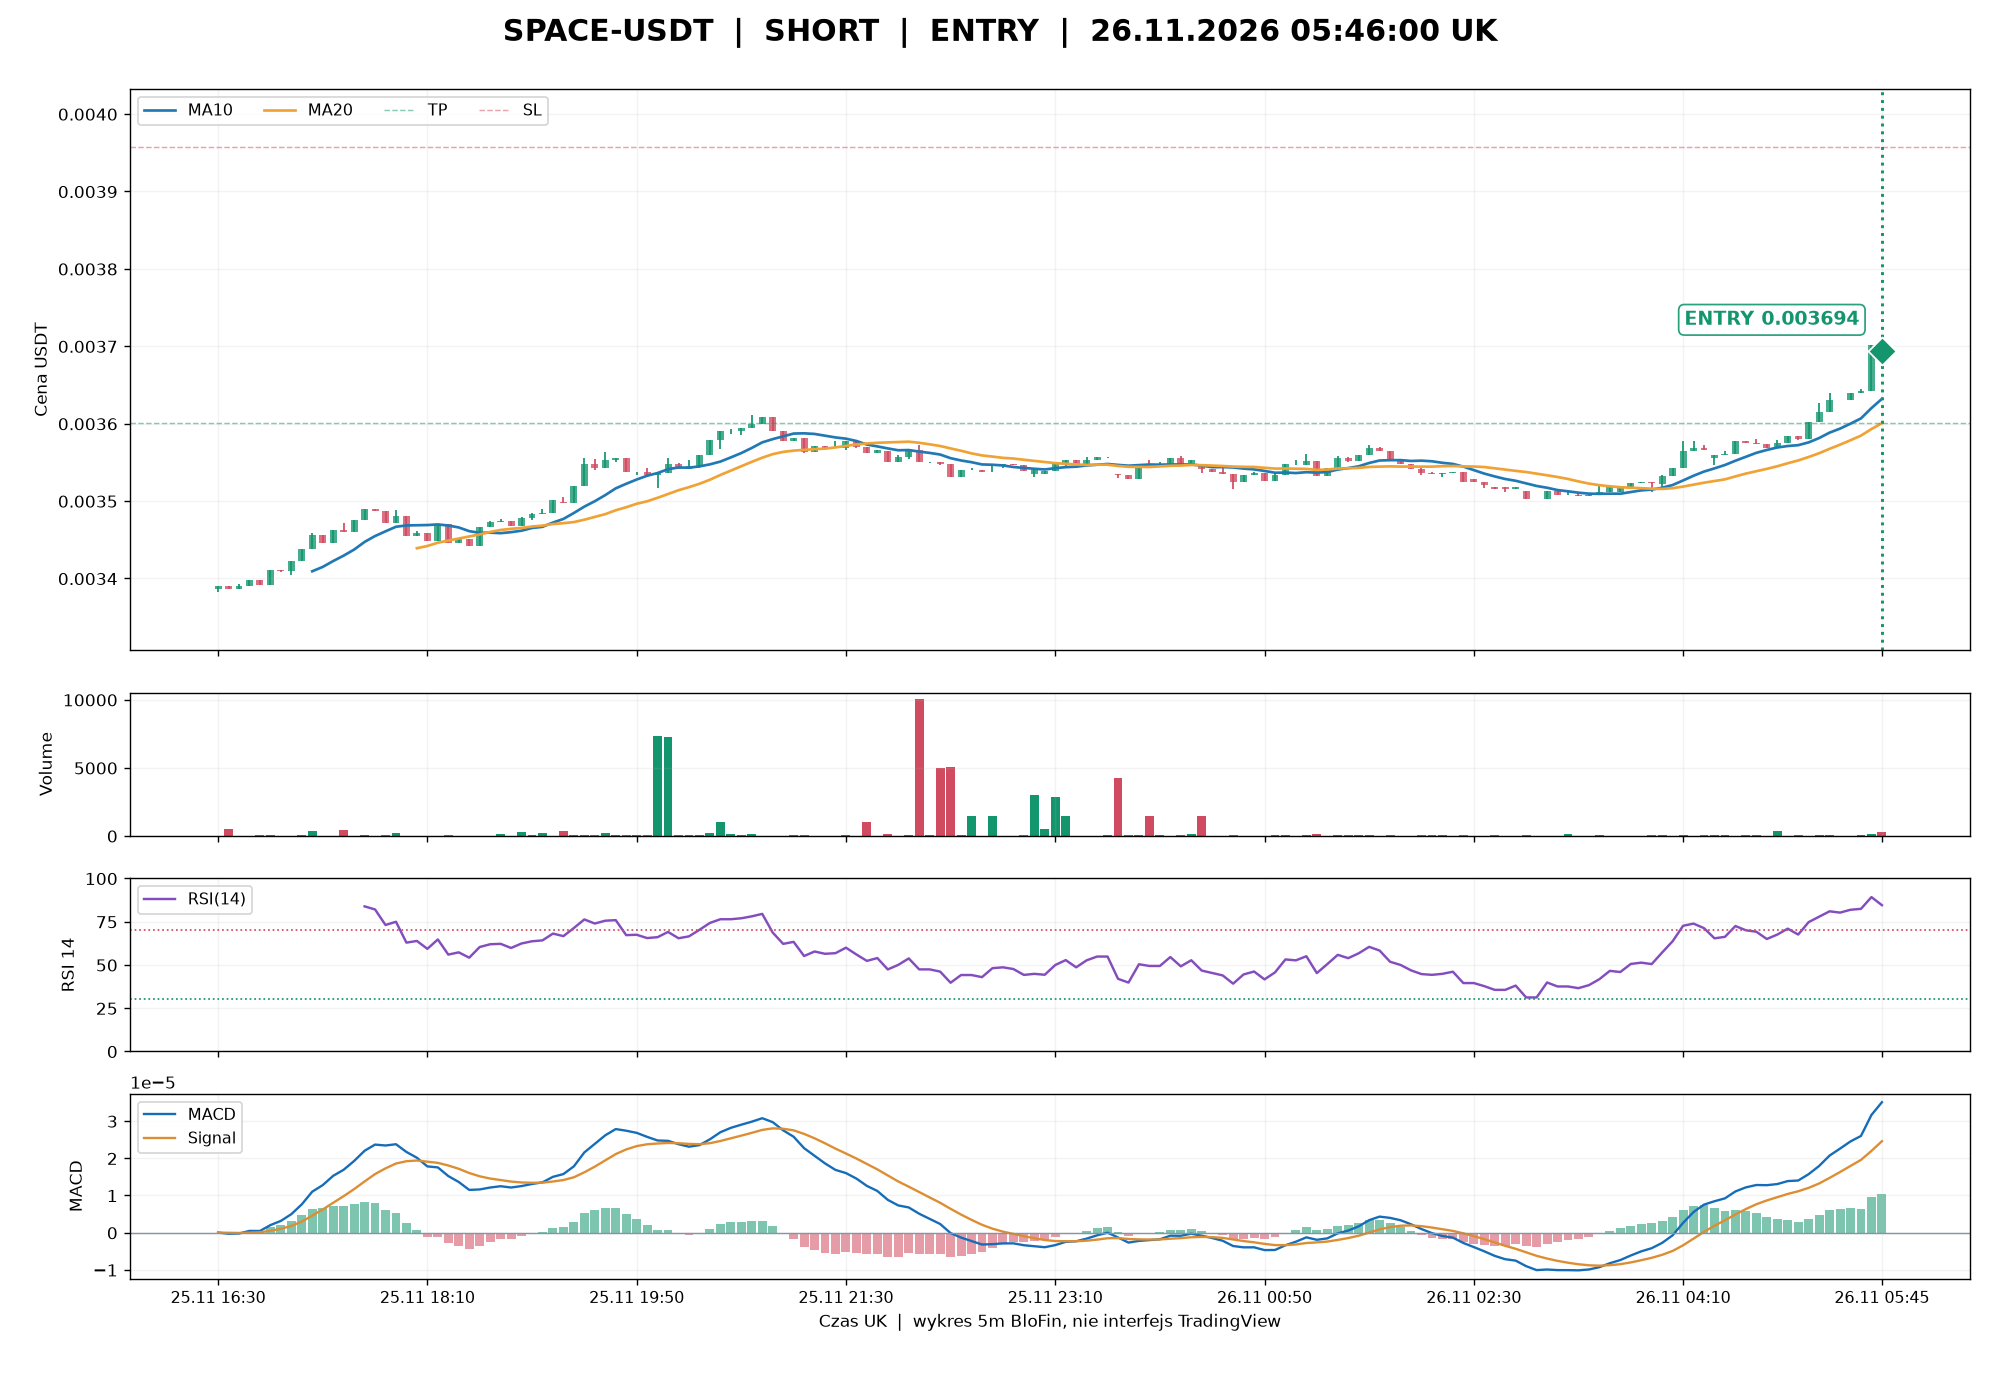 SPACE-USDT | SHORT | ENTRY | 26.11.2026 05:46:00 UK
MA10 MA20 TP SL
0.0040
0.0039
0.0038
0.0037
0.0036
0.0035
0.0034
Cena USDT
ENTRY 0.003694
10000
5000
0
Volume
100
75
50
25
0
RSI 14
RSI(14)
1e−5
3
2
1
0
−1
MACD
MACD
Signal
25.11 16:30 25.11 18:10 25.11 19:50 25.11 21:30 25.11 23:10 26.11 00:50 26.11 02:30 26.11 04:10 26.11 05:45
Czas UK | wykres 5m BloFin, nie interfejs TradingView